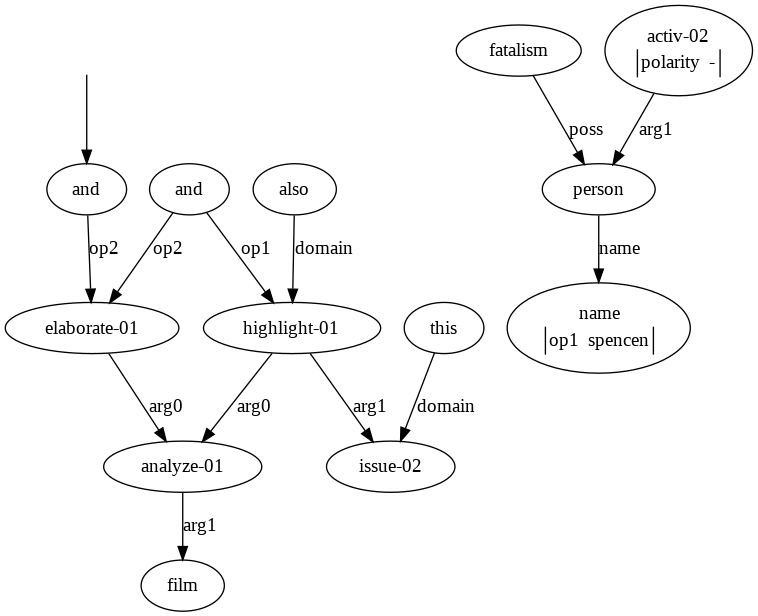 fatalism
activ-02
polarity -
poss
arg1
and
and
also
person
op2
op2
op1
domain
name
elaborate-01
highlight-01
this
name
op1 spencen
arg0
arg0
arg1
domain
analyze-01
issue-02
arg1
film